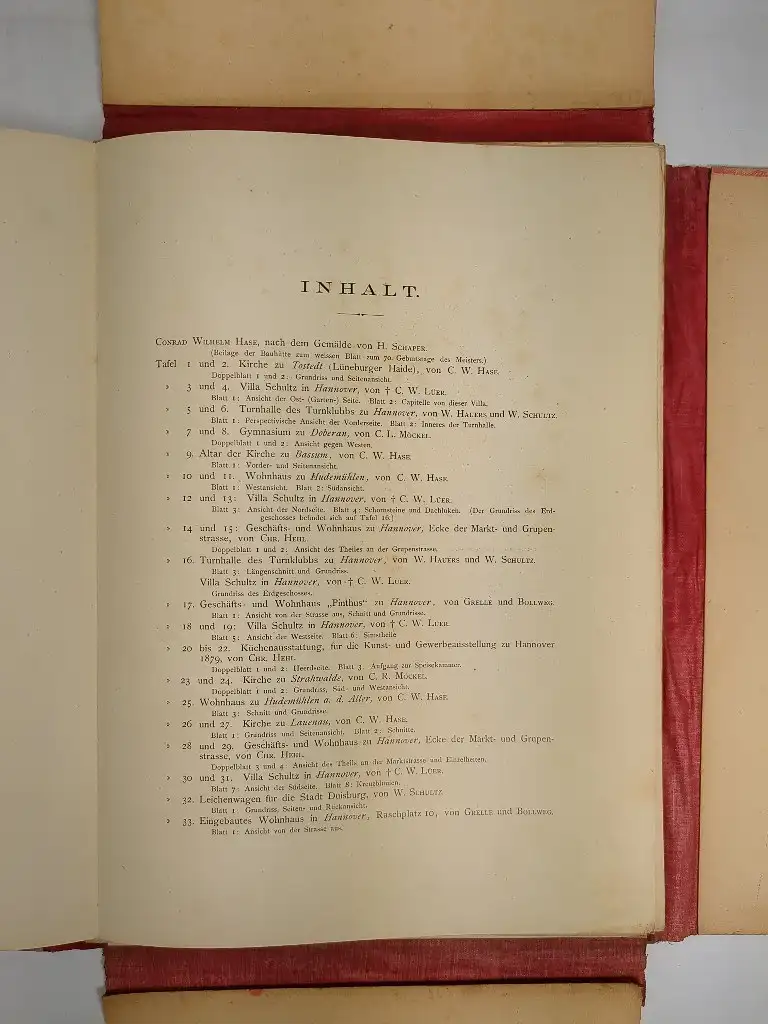 INHALT.
CONRAD WILHELM HASE, nach dem Gemälde von H. SCHAPER.
(Beilage der Bauhütte zum weissen Blatt zum 70. Geburtstage des Meisters.)
Tafel 1 und 2. Kirche zu Tostedt (Lüneburger Haide), von C. W. HASE.
Doppelblatt 1 und 2: Grundriss und Seitenansicht.
» 3 und 4. Villa Schultz in Hannover, von † C. W. LUER.
Blatt 1: Ansicht der Ost- (Garten-) Seite. Blatt 2: Capitelle von dieser Villa.
» 5 und 6. Turnhalle des Turnklubbs zu Hannover, von W. HAUERS und W. SCHULTZ.
Blatt 1: Perspectivische Ansicht der Vorderseite. Blatt 2: Inneres der Turnhalle.
» 7 und 8. Gymnasium zu Doberan, von C. L. MÖCKEL.
Doppelblatt 1 und 2: Ansicht gegen Westen.
» 9. Altar der Kirche zu Bassum, von C. W. HASE
Blatt 1: Vorder- und Seitenansicht.
» 10 und 11. Wohnhaus zu Hudemühlen, von C. W. HASE.
Blatt 1: Westansicht. Blatt 2: Südansicht.
» 12 und 13: Villa Schultz in Hannover, von † C. W. LÜER.
Blatt 3: Ansicht der Nordseite. Blatt 4: Schornsteine und Dachluken. (Der Grundriss des Erd-
geschosses befindet sich auf Tafel 16.)
» 14 und 15: Geschäfts- und Wohnhaus zu Hannover, Ecke der Markt- und Grupen-
strasse, von CHR. HEHL.
Doppelblatt 1 und 2: Ansicht des Theiles an der Grupenstrasse.
» 16. Turnhalle des Turnklubbs zu Hannover, von W. HAUERS und W. SCHULTZ.
Blatt 3: Längenschnitt und Grundriss.
Villa Schultz in Hannover, von † C. W. LUER.
Grundriss des Erdgeschosses.
» 17. Geschäfts- und Wohnhaus „Pinthus“ zu Hannover, von GRELLE und BOLLWEG.
Blatt 1: Ansicht von der Strasse aus, Schnitt und Grundrisse.
» 18 und 19: Villa Schultz in Hannover, von † C. W. LÜER
Blatt 5: Ansicht der Westseite. Blatt 6: Simstheile
» 20 bis 22. Küchenausstattung, für die Kunst- und Gewerbeausstellung zu Hannover
1879, von CHR. HEHL.
Doppelblatt 1 und 2: Heerdseite. Blatt 3: Aufgang zur Speisekammer.
» 23 und 24. Kirche zu Strahwalde, von C. R. MÖCKEL.
Doppelblatt 1 und 2: Grundriss, Süd- und Westansicht.
» 25. Wohnhaus zu Hudemühlen a. d. Aller, von C. W. HASE.
Blatt 3: Schnitt und Grundrisse.
» 26 und 27. Kirche zu Lauenau, von C. W. HASE.
Blatt 1: Grundriss und Seitenansicht. Blatt 2: Schnitte.
» 28 und 29. Geschäfts- und Wohnhaus zu Hannover, Ecke der Markt- und Grupen-
strasse, von CHR. HEHL.
Doppelblatt 3 und 4: Ansicht des Theils an der Marktstrasse und Einzelheiten.
» 30 und 31. Villa Schultz in Hannover, von † C. W. LÜER.
Blatt 7: Ansicht der Südseite. Blatt 8: Kreuzblumen.
» 32. Leichenwagen für die Stadt Duisburg, von W. SCHULTZ
Blatt 1: Grundriss, Seiten- und Rückansicht.
» 33. Eingebautes Wohnhaus in Hannover, Raschplatz 10, von GRELLE und BOLLWEG.
Blatt 1: Ansicht von der Strasse aus.